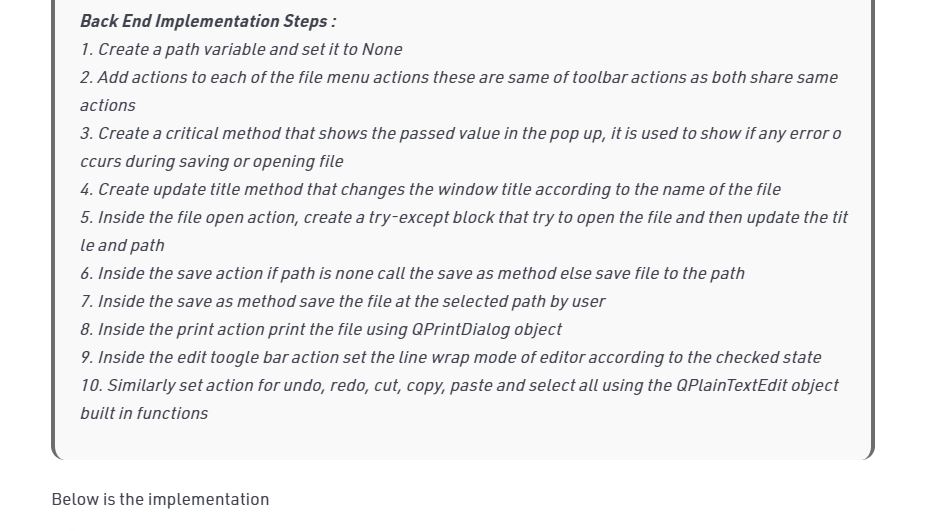 Back End Implementation Steps :
1. Create a path variable and set it to None
2. Add actions to each of the file menu actions these are same of toolbar actions as both share same
actions
3. Create a critical method that shows the passed value in the pop up, it is used to show if any error o
ccurs during saving or opening file
4. Create update title method that changes the window title according to the name of the file
5. Inside the file open action, create a try-except block that try to open the file and then update the tit
le and path
6. Inside the save action if path is none call the save as method else save file to the path
7. Inside the save as method save the file at the selected path by user
8. Inside the print action print the file using QPrintDialog object
9. Inside the edit toogle bar action set the line wrap mode of editor according to the checked state
10. Similarly set action for undo, redo, cut, copy, paste and select all using the QPlainTextEdit object
built in functions
Below is the implementation